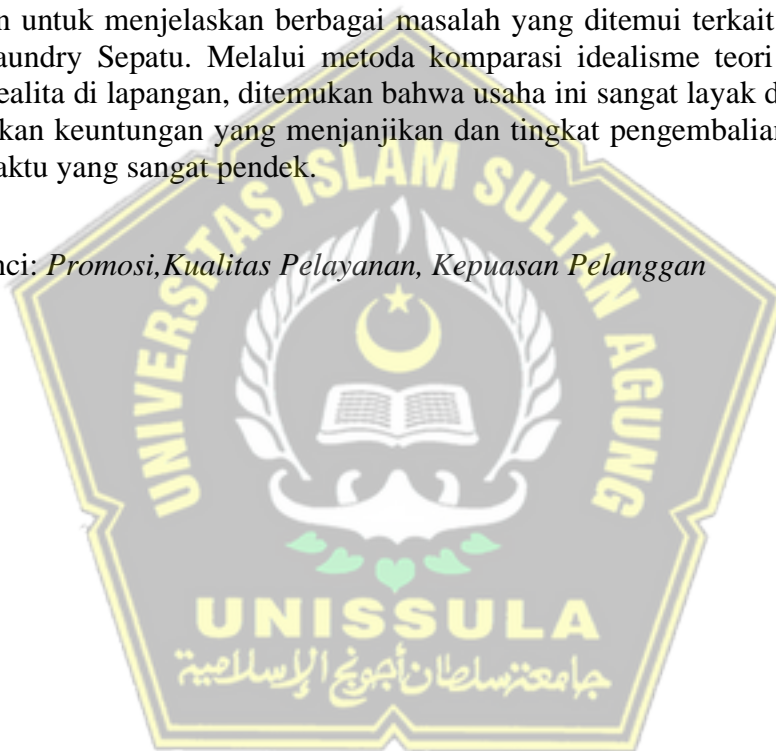 n untuk menjelaskan berbagai masalah yang ditemui terkait
aundry Sepatu. Melalui metoda komparasi idealisme teori
ealita di lapangan, ditemukan bahwa usaha ini sangat layak d
kan keuntungan yang menjanjikan dan tingkat pengembalian
aktu yang sangat pendek.
nci: Promosi,Kualitas Pelayanan, Kepuasan Pelanggan
UNIVERSITAS ISLAM SULTAN AGUNG
UNISSULA
جامعة سلطان أجونج الإسلامية